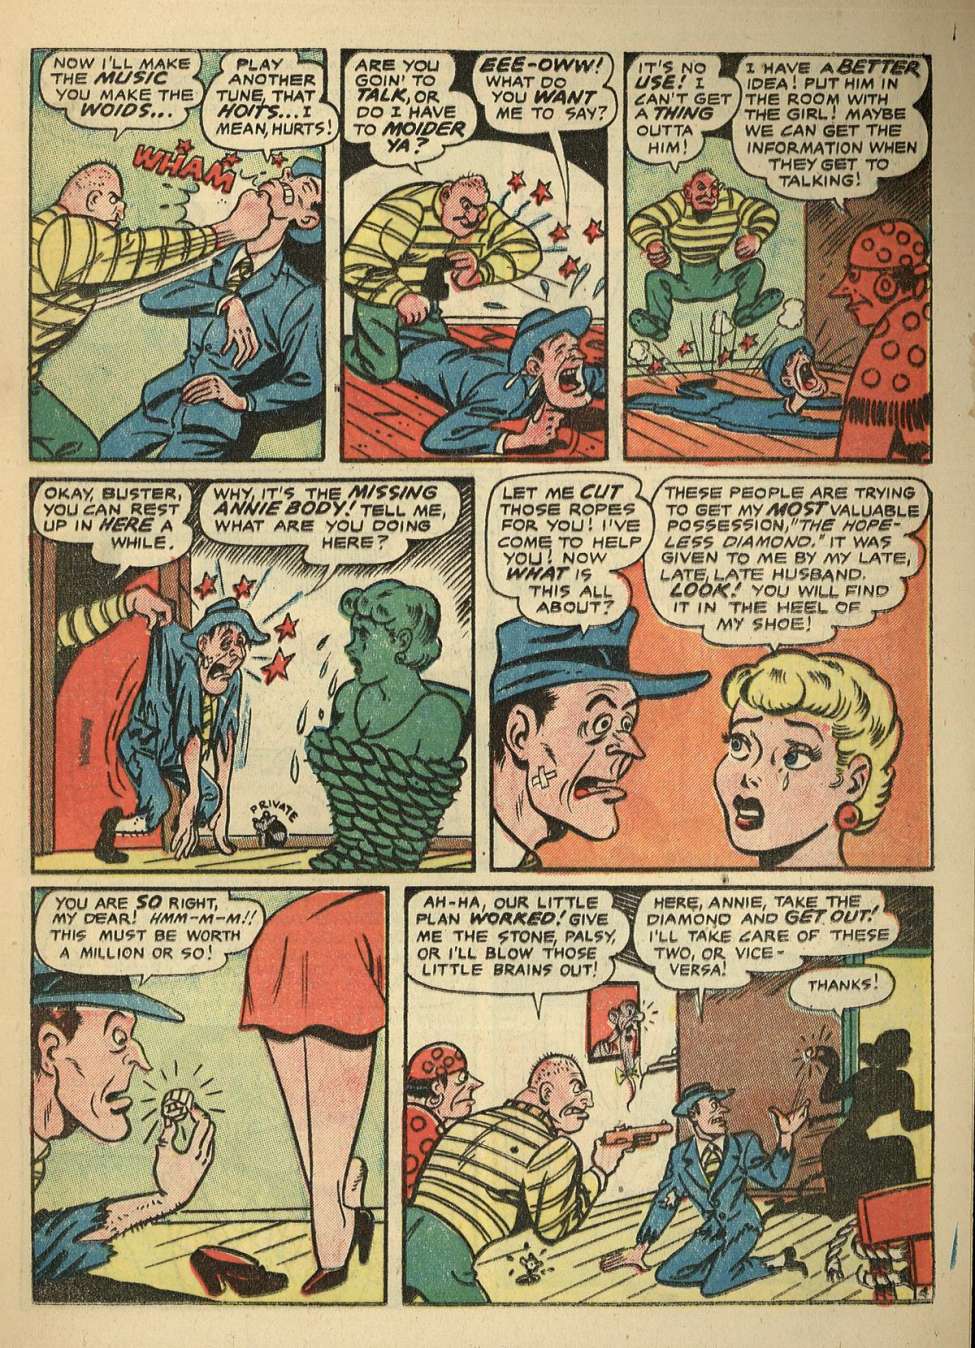 NOW I'LL MAKE
THE MUSIC
YOU MAKE THE
WOIDS...
PLAY
ANOTHER
TUNE, THAT
HOITS...I
MEAN, HURTS!
WHAM
ARE YOU
GOIN' TO
TALK, OR
DO I HAVE
TO MOIDER
YA?
EEE-OWW!
WHAT DO
YOU WANT
ME TO SAY?
IT'S NO
USE! I
CAN'T GET
A THING
OUTTA
HIM!
I HAVE A BETTER
IDEA! PUT HIM IN
THE ROOM WITH
THE GIRL! MAYBE
WE CAN GET THE
INFORMATION WHEN
THEY GET TO
TALKING!
OKAY, BUSTER,
YOU CAN REST
UP IN HERE A
WHILE.
WHY, IT'S THE MISSING
ANNIE BODY! TELL ME,
WHAT ARE YOU DOING
HERE?
PRIVATE
LET ME CUT
THOSE ROPES
FOR YOU! I'VE
COME TO HELP
YOU! NOW
WHAT IS
THIS ALL
ABOUT?
THESE PEOPLE ARE TRYING
TO GET MY MOST VALUABLE
POSSESSION, "THE HOPE-
LESS DIAMOND." IT WAS
GIVEN TO ME BY MY LATE,
LATE, LATE HUSBAND.
LOOK! YOU WILL FIND
IT IN THE HEEL OF
MY SHOE!
YOU ARE SO RIGHT,
MY DEAR! HMM-M-M!!
THIS MUST BE WORTH
A MILLION OR SO!
AH-HA, OUR LITTLE
PLAN WORKED! GIVE
ME THE STONE, PALSY,
OR I'LL BLOW THOSE
LITTLE BRAINS OUT!
HERE, ANNIE, TAKE THE
DIAMOND AND GET OUT!
I'LL TAKE CARE OF THESE
TWO, OR VICE-
VERSA!
THANKS!
4